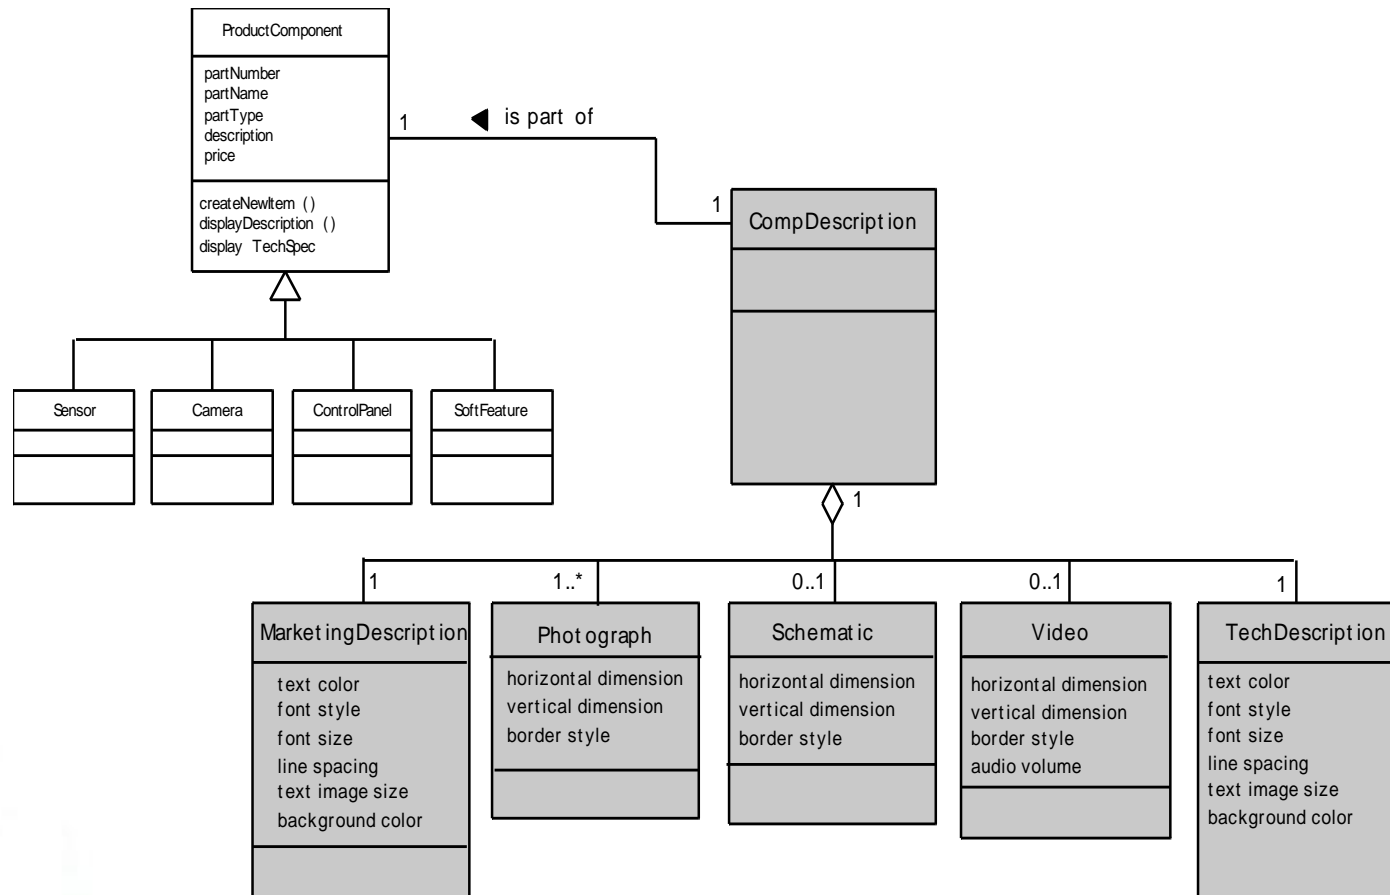 ProductComponent
partNumber
partName
partType
description
price
createNewItem ()
displayDescription ()
display TechSpec
1
◀ is part of
1
CompDescription
Sensor
Camera
ControlPanel
SoftFeature
1
1
1..*
0..1
0..1
1
MarketingDescription
text color
font style
font size
line spacing
text image size
background color
Photograph
horizontal dimension
vertical dimension
border style
Schematic
horizontal dimension
vertical dimension
border style
Video
horizontal dimension
vertical dimension
border style
audio volume
TechDescription
text color
font style
font size
line spacing
text image size
background color